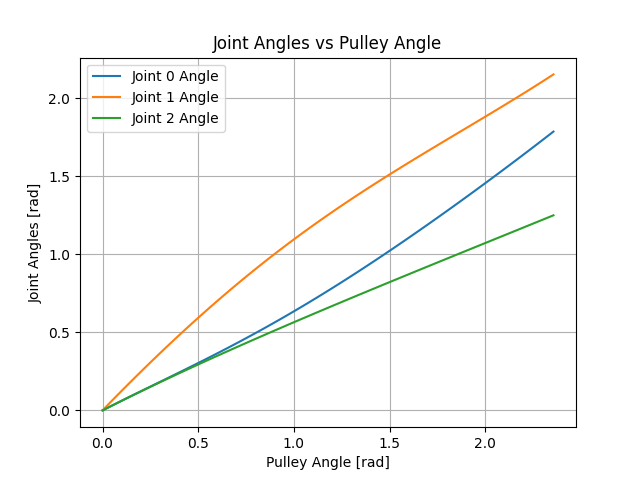 Joint Angles vs Pulley Angle
Joint 0 Angle
Joint 1 Angle
Joint 2 Angle
Joint Angles [rad]
2.0
1.5
1.0
0.5
0.0
0.0 0.5 1.0 1.5 2.0
Pulley Angle [rad]